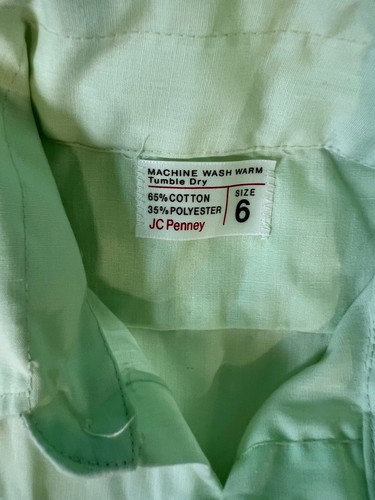 MACHINE WASH WARM
Tumble Dry
65% COTTON
35% POLYESTER
JC Penney
SIZE
6